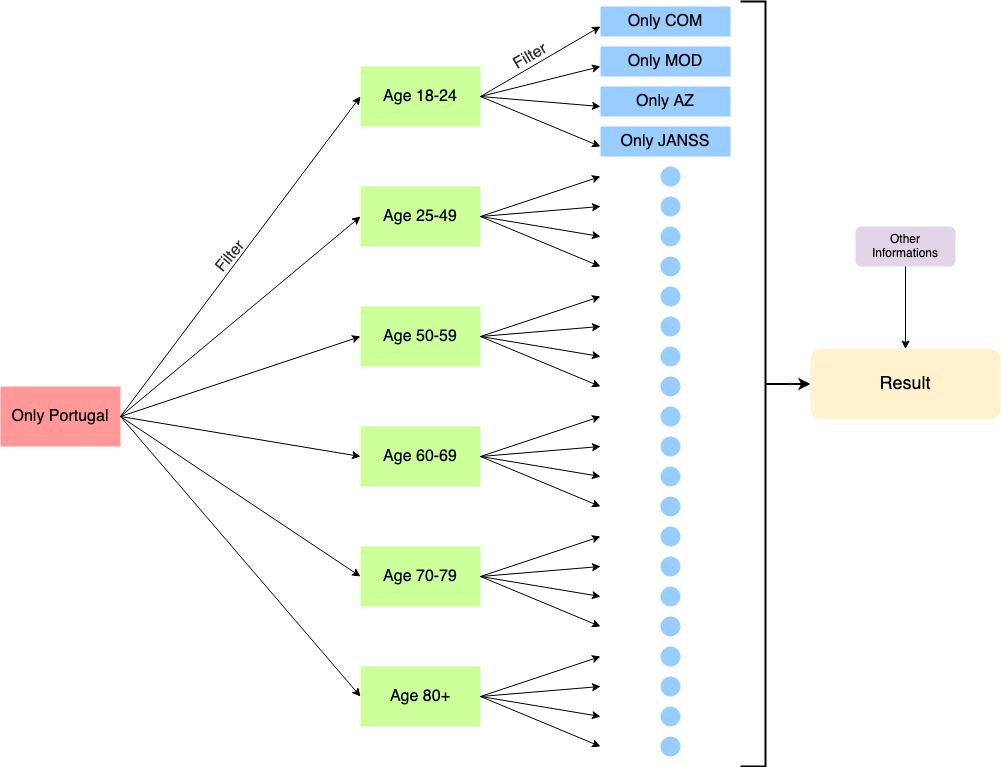 Only COM
Filter
Only MOD
Age 18-24
Only AZ
Only JANSS
Age 25-49
Filter
Other
Informations
Age 50-59
Result
Only Portugal
Age 60-69
Age 70-79
Age 80+